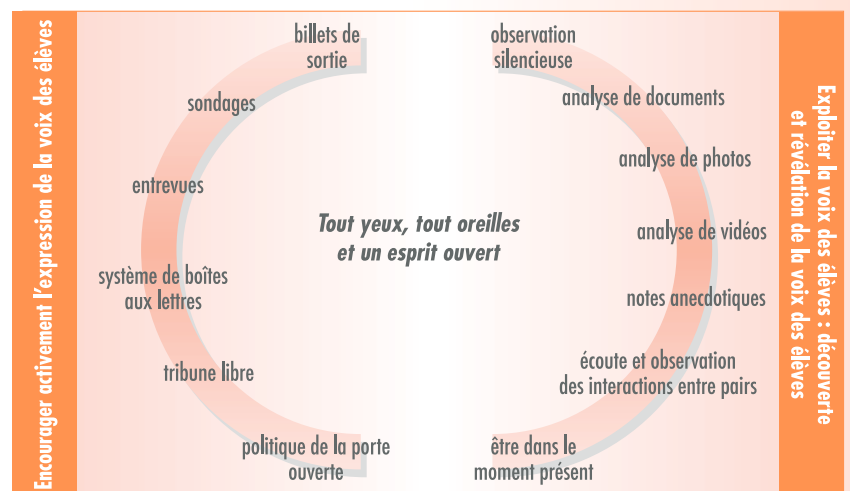 Encourager activement l'expression de la voix des élèves
billets de
sortie
sondages
entrevues
système de boîtes
aux lettres
tribune libre
politique de la porte
ouverte
Tout yeux, tout oreilles
et un esprit ouvert
observation
silencieuse
analyse de documents
analyse de photos
analyse de vidéos
notes anecdotiques
écoute et observation
des interactions entre pairs
être dans le
moment présent
Exploiter la voix des élèves : découverte
et révélation de la voix des élèves